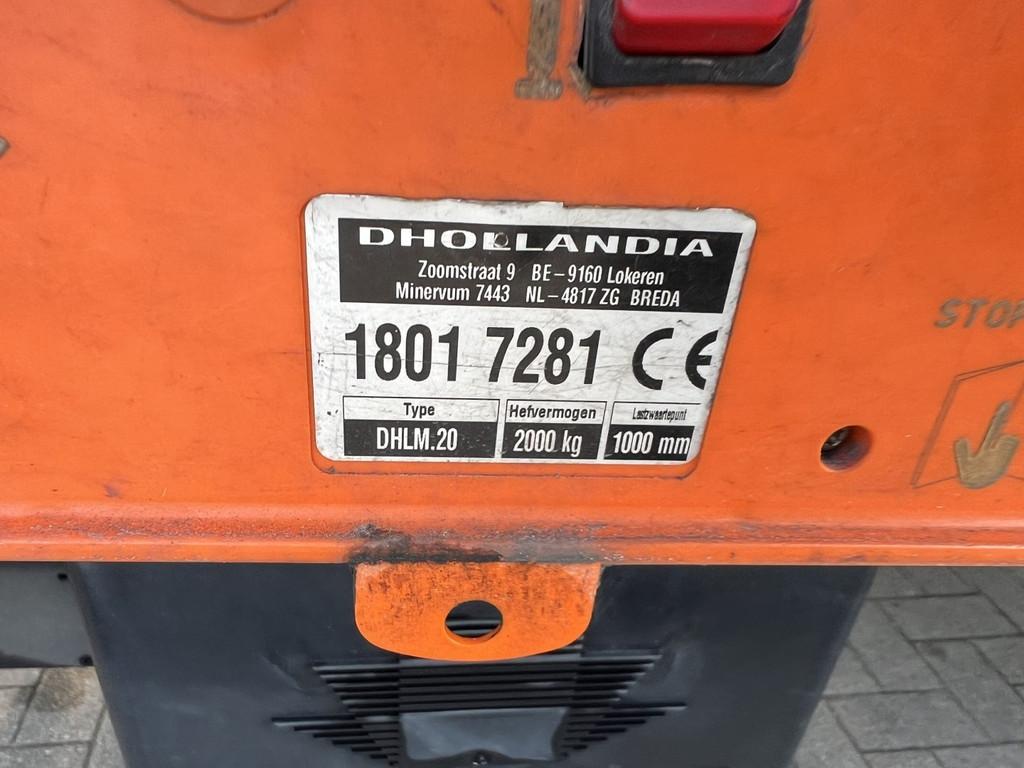 DHOLLANDIA
Zoomstraat 9 BE-9160 Lokeren
Minervum 7443 NL-4817 ZG BREDA
1801 7281 CE
Type Hefvermogen Lastzwaartepunt
DHLM.20 2000 kg 1000 mm
STOP